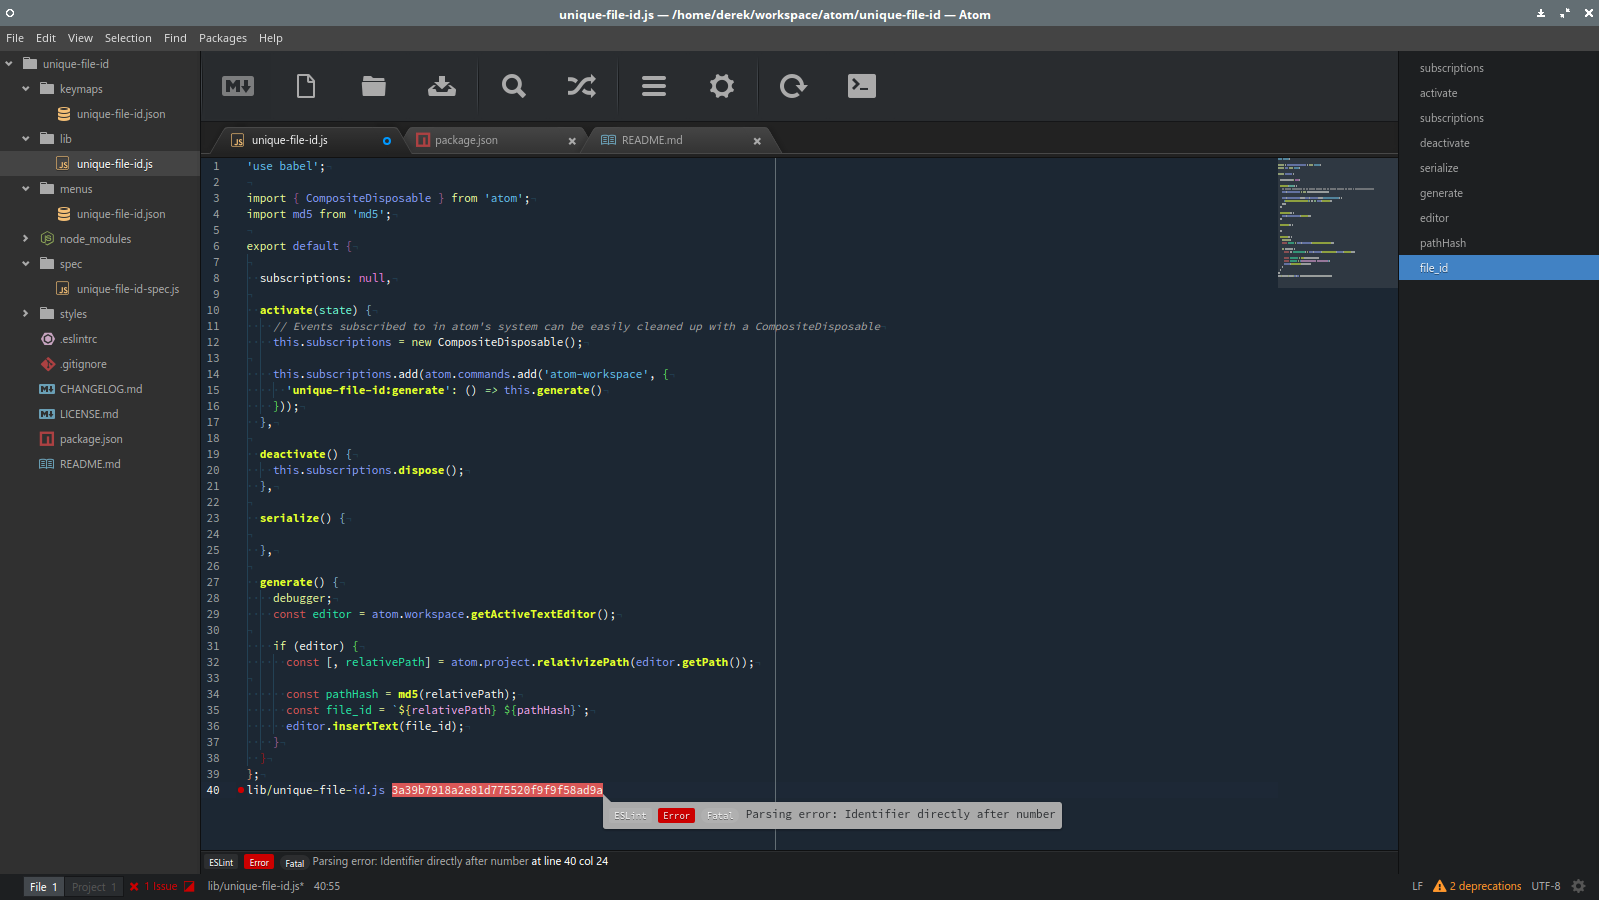 unique-file-id.js — /home/derek/workspace/atom/unique-file-id — Atom
File Edit View Selection Find Packages Help
unique-file-id
keymaps
unique-file-id.json
lib
unique-file-id.js
menus
unique-file-id.json
node_modules
spec
unique-file-id-spec.js
styles
.eslintrc
.gitignore
CHANGELOG.md
LICENSE.md
package.json
README.md
unique-file-id.js package.json README.md
1 'use babel';
2
3 import { CompositeDisposable } from 'atom';
4 import md5 from 'md5';
5
6 export default {
7
8 subscriptions: null,
9
10 activate(state) {
11 // Events subscribed to in atom's system can be easily cleaned up with a CompositeDisposable
12 this.subscriptions = new CompositeDisposable();
13
14 this.subscriptions.add(atom.commands.add('atom-workspace', {
15 'unique-file-id:generate': () => this.generate()
16 }));
17 },
18
19 deactivate() {
20 this.subscriptions.dispose();
21 },
22
23 serialize() {
24
25 },
26
27 generate() {
28 debugger;
29 const editor = atom.workspace.getActiveTextEditor();
30
31 if (editor) {
32 const [, relativePath] = atom.project.relativizePath(editor.getPath());
33
34 const pathHash = md5(relativePath);
35 const file_id = `${relativePath} ${pathHash}`;
36 editor.insertText(file_id);
37 }
38 }
39 };
40 lib/unique-file-id.js 3a39b7918a2e81d775520f9f9f58ad9a
ESLint Error Fatal Parsing error: Identifier directly after number
subscriptions
activate
subscriptions
deactivate
serialize
generate
editor
pathHash
file_id
ESLint Error Fatal Parsing error: Identifier directly after number at line 40 col 24
File 1 Project 1 1 Issue lib/unique-file-id.js* 40:55 LF 2 deprecations UTF-8